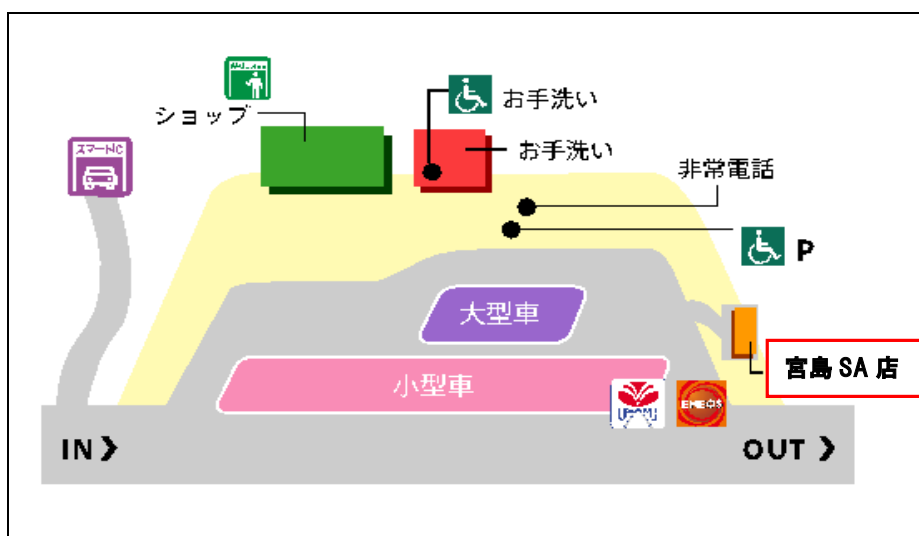 ショップ
お手洗い
お手洗い
スマートIC
非常電話
P
大型車
宮島 SA 店
小型車
ENEOS
IN
OUT